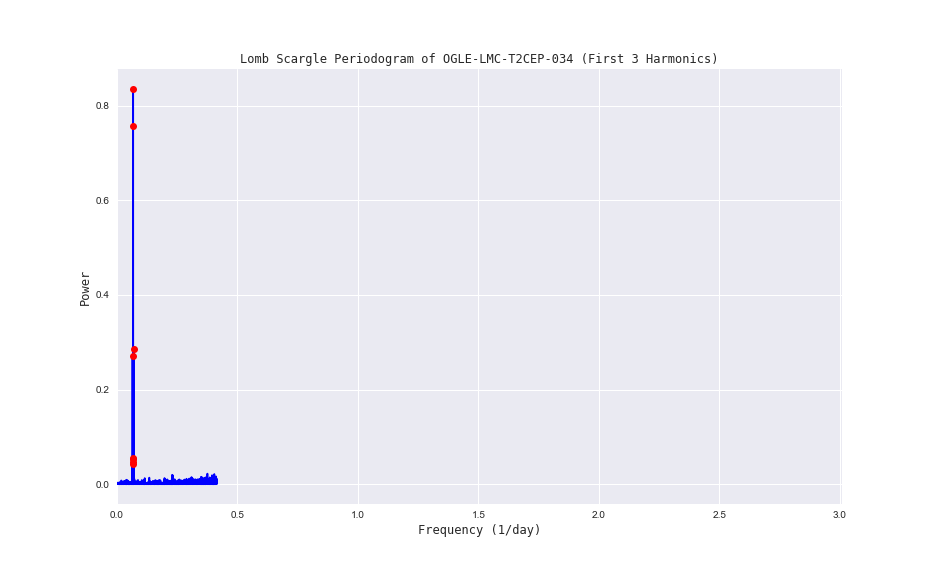 Lomb Scargle Periodogram of OGLE-LMC-T2CEP-034 (First 3 Harmonics)
0.8
0.6
0.4
0.2
0.0
Power
0.0 0.5 1.0 1.5 2.0 2.5 3.0
Frequency (1/day)